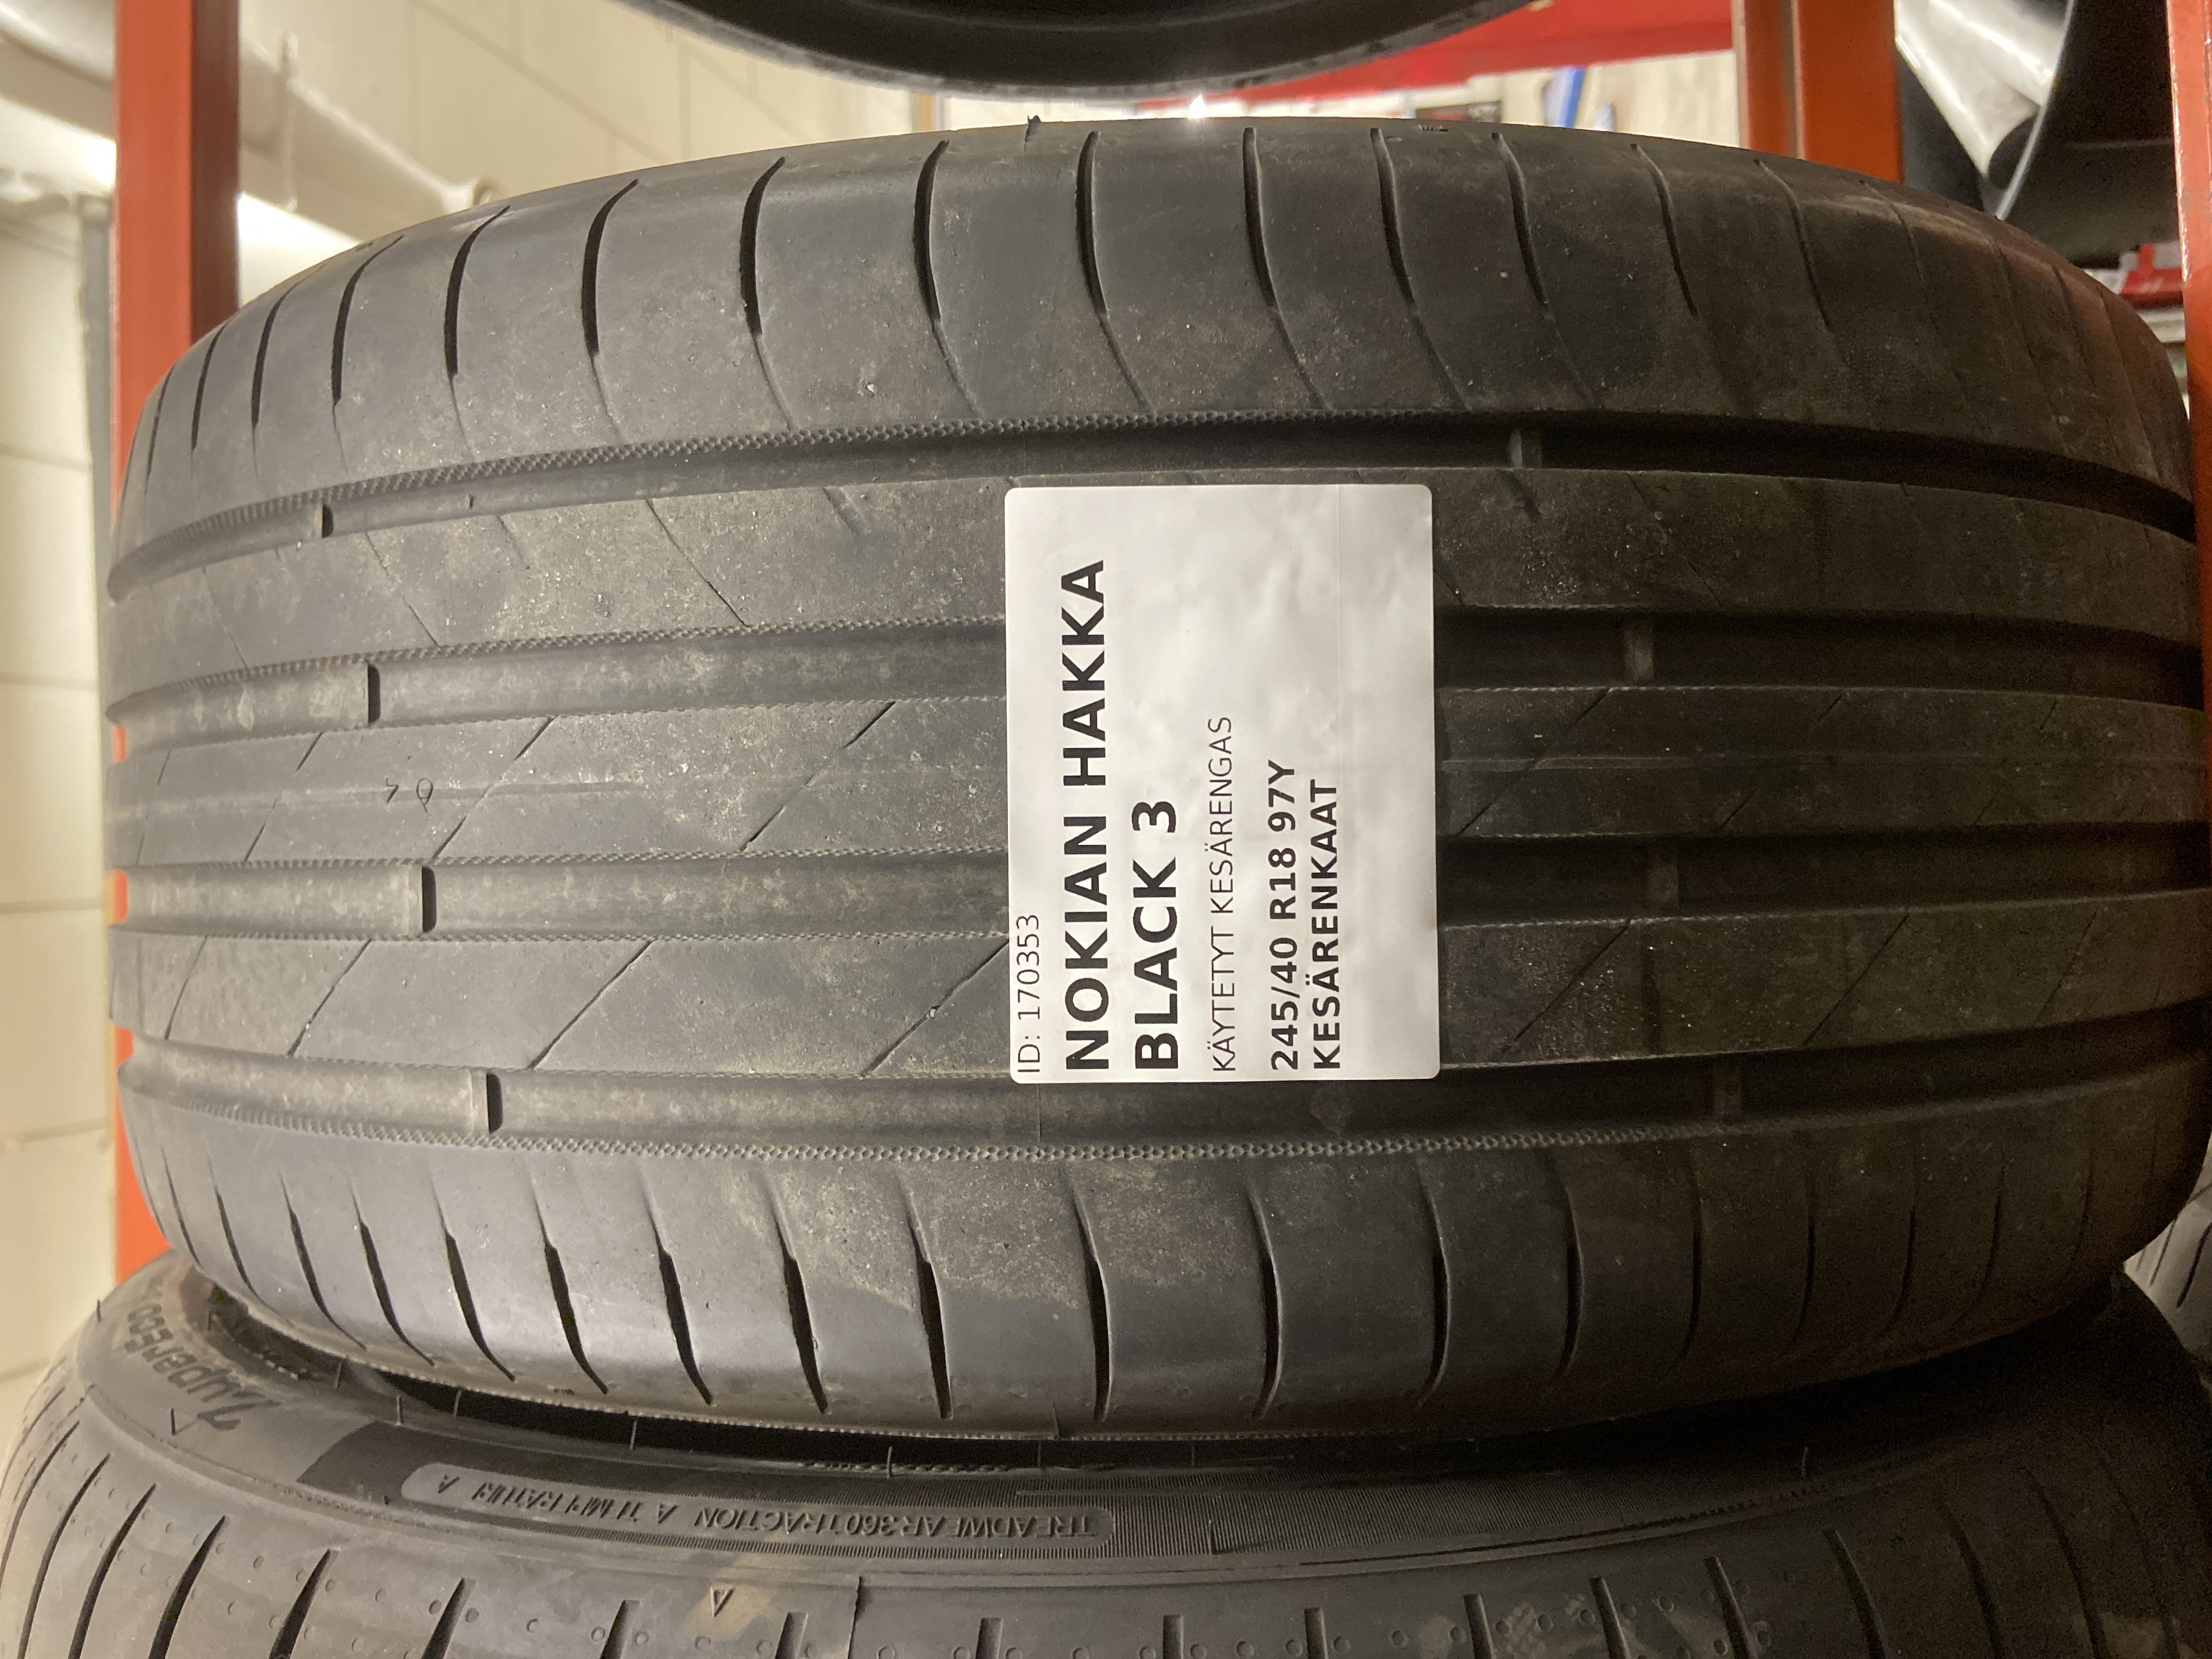 ID: 170353
NOKIAN HAKKA
BLACK 3
KÄYTETYT KESÄRENGAS
245/40 R18 97Y
KESÄRENKAAT
TREADWEAR 360 TRACTION A TEMPERATURE A